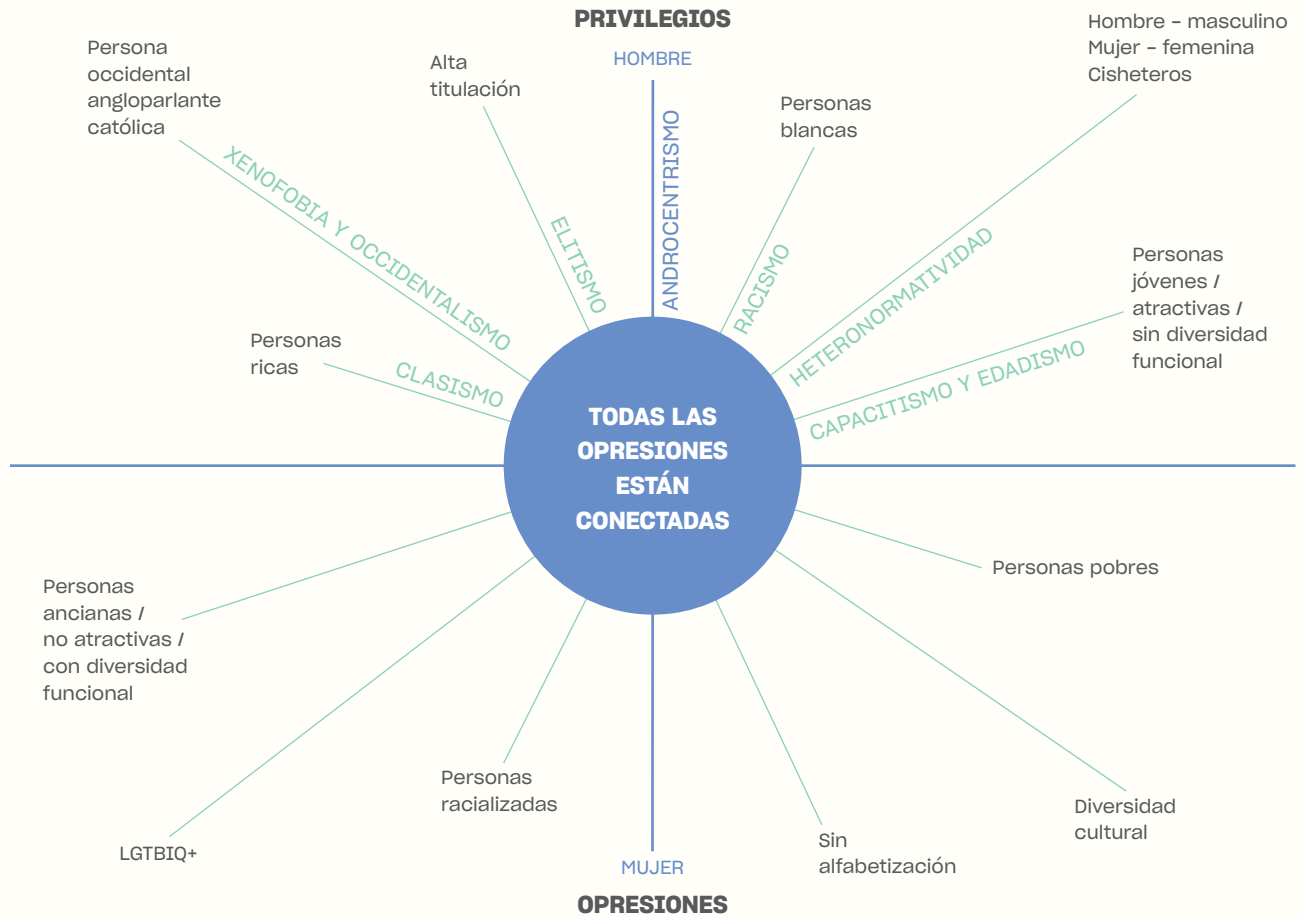 PRIVILEGIOS
HOMBRE
Persona
occidental
angloparlante
católica
Alta
titulación
Personas
blancas
Hombre – masculino
Mujer – femenina
Cisheteros
XENOFOBIA Y OCCIDENTALISMO
ELITISMO
ANDROCENTRISMO
RACISMO
HETERONORMATIVIDAD
Personas
jóvenes /
atractivas /
sin diversidad
funcional
Personas
ricas
CLASISMO
CAPACITISMO Y EDADISMO
TODAS LAS
OPRESIONES
ESTÁN
CONECTADAS
Personas
ancianas /
no atractivas /
con diversidad
funcional
Personas pobres
Personas
racializadas
Diversidad
cultural
LGTBIQ+
Sin
alfabetización
MUJER
OPRESIONES